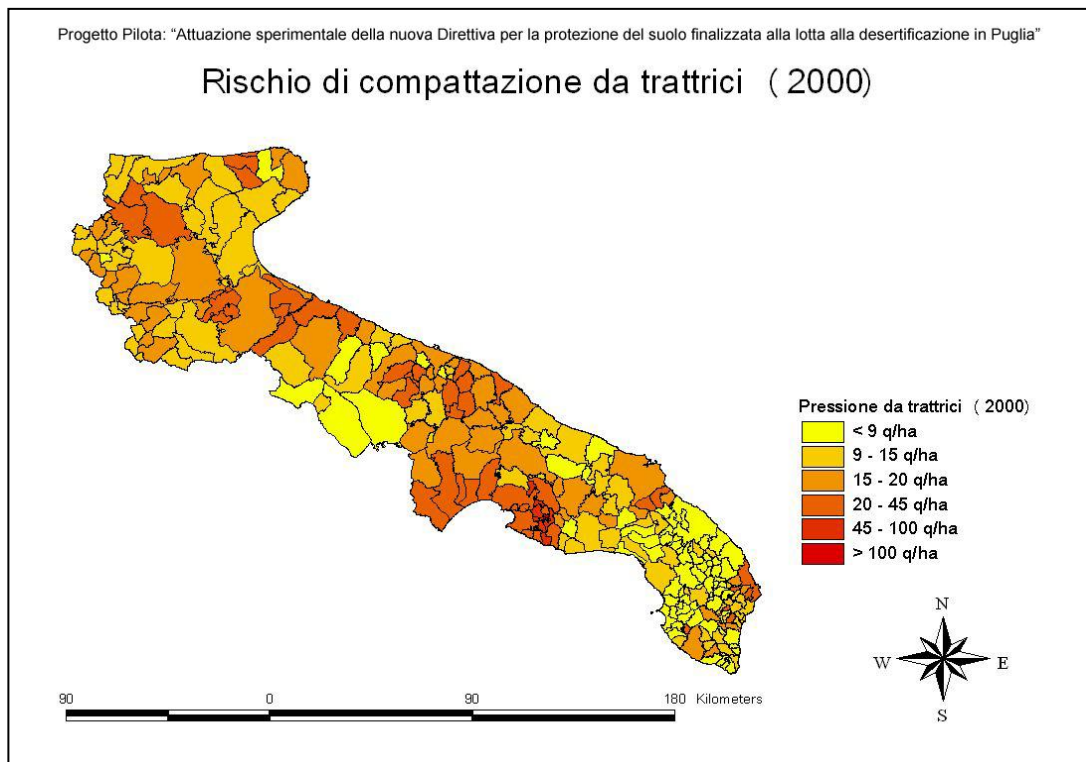 Progetto Pilota: “Attuazione sperimentale della nuova Direttiva per la protezione del suolo finalizzata alla lotta alla desertificazione in Puglia”
Rischio di compattazione da trattrici ( 2000)
Pressione da trattrici ( 2000)
< 9 q/ha
9 - 15 q/ha
15 - 20 q/ha
20 - 45 q/ha
45 - 100 q/ha
> 100 q/ha
N
W E
S
90 0 90 180 Kilometers